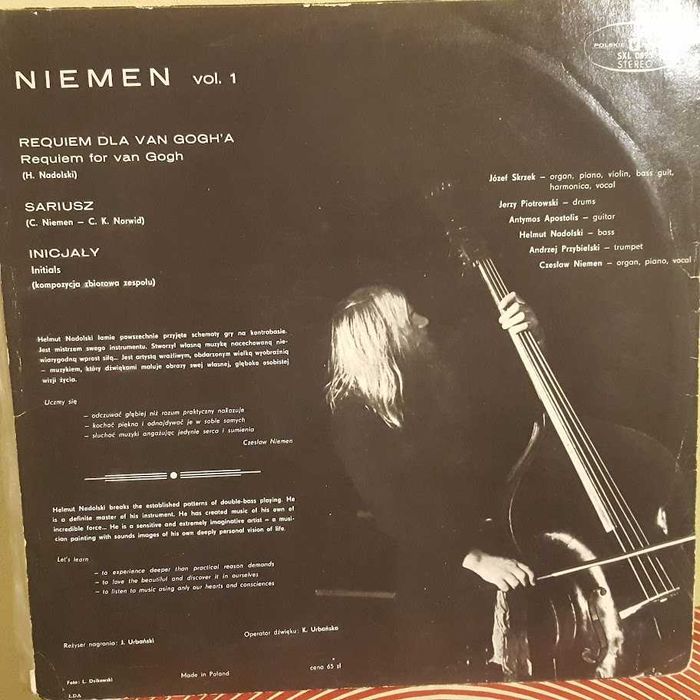 NIEMEN vol. 1
POLSKIE
SXL
STEREO
REQUIEM DLA VAN GOGH'A
Requiem for van Gogh
(H. Nadolski)
SARIUSZ
(C. Niemen – C. K. Norwid)
INICJAŁY
Initials
(kompozycja zbiorowa zespołu)
Józef Skrzek – organ, piano, violin, bass guit,
harmonica, vocal
Jerzy Piotrowski – drums
Antymos Apostolis – guitar
Helmut Nadolski – bass
Andrzej Przybielski – trumpet
Czesław Niemen – organ, piano, vocal
Helmut Nadolski łamie powszechnie przyjęte schematy gry na kontrabasie.
Jest mistrzem swego instrumentu. Stworzył własną muzykę nacechowaną nie-
wiarygodną wprost siłą... Jest artystą wrażliwym, obdarzonym wielką wyobraźnią
– muzykiem, który dźwiękami maluje obrazy swej własnej, głęboko osobistej
wizji życia.
Uczmy się
– odczuwać głębiej niż rozum praktyczny nakazuje
– kochać piękno i odnajdywać je w sobie samych
– słuchać muzyki angażując jedynie serca i sumienia
Czesław Niemen
Helmut Nadolski breaks the established patterns of double-bass playing. He
is a definite master of his instrument. He has created music of his own of
incredible force... He is a sensitive and extremely imaginative artist – a musi-
cian painting with sounds images of his own deeply personal vision of life.
Let's learn
– to experience deeper than practical reason demands
– to love the beautiful and discover it in ourselves
– to listen to music using only our hearts and consciences
Reżyser nagrania: J. Urbański
Operator dźwięku: K. Urbańska
Foto: L. Dzikowski
Made in Poland
cena 65 zł
LDA